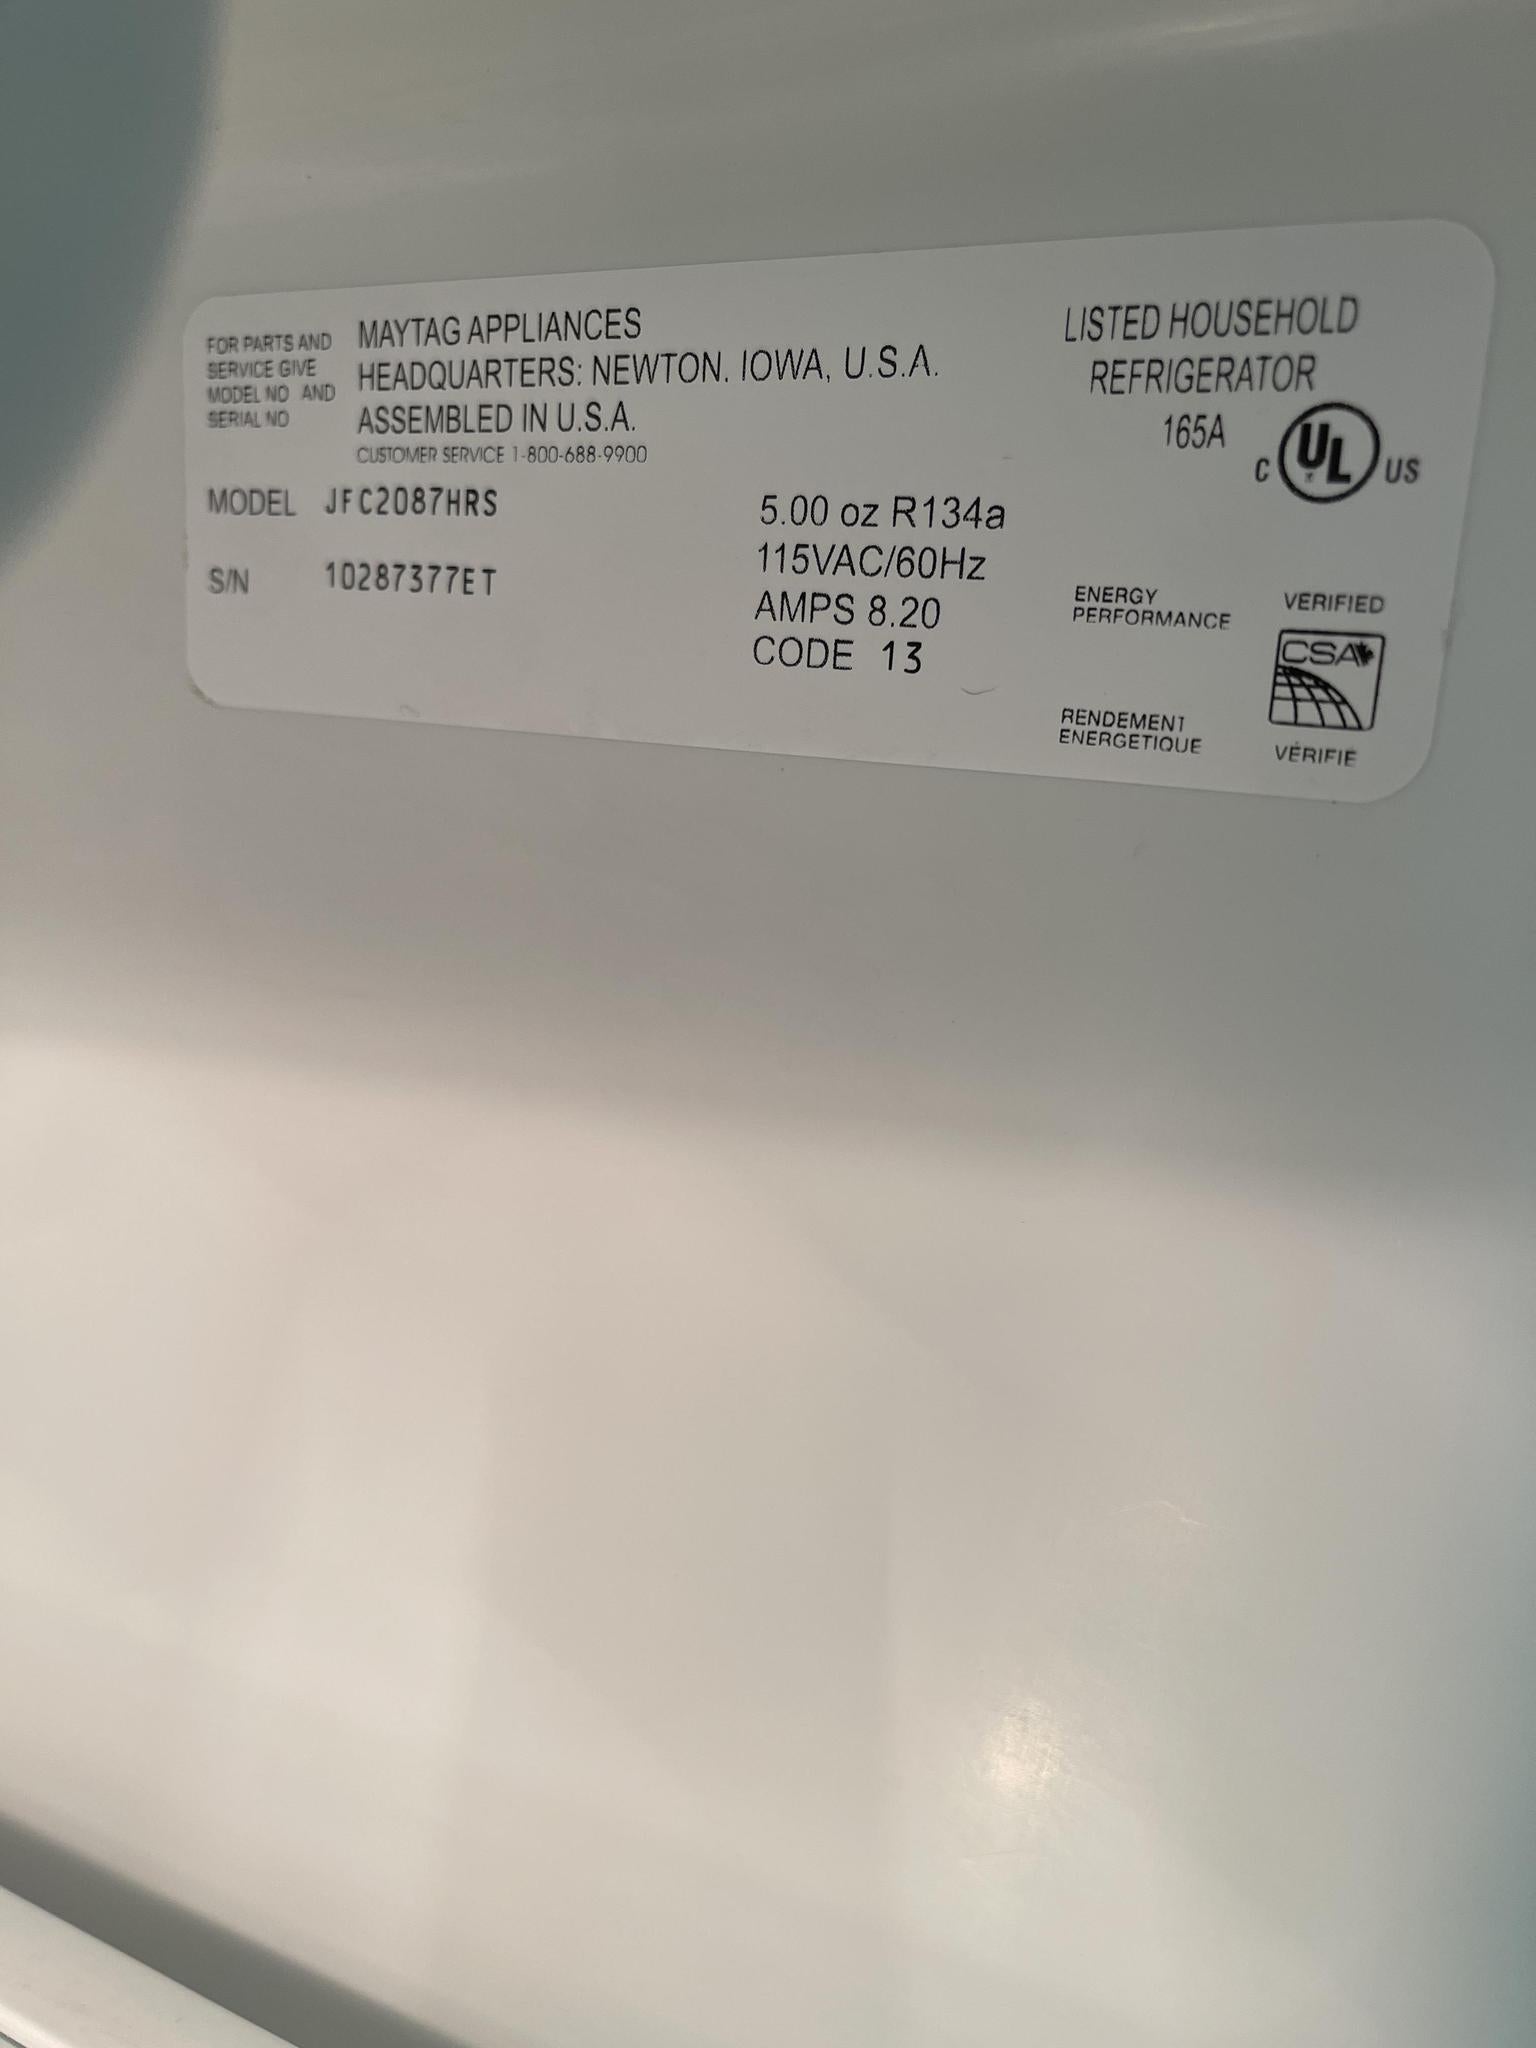 FOR PARTS AND
SERVICE GIVE
MODEL NO AND
SERIAL NO
MAYTAG APPLIANCES
HEADQUARTERS: NEWTON. IOWA, U.S.A.
ASSEMBLED IN U.S.A.
CUSTOMER SERVICE 1-800-688-9900
MODEL JFC2087HRS
S/N 10287377ET
5.00 oz R134a
115VAC/60Hz
AMPS 8.20
CODE 13
LISTED HOUSEHOLD
REFRIGERATOR
165A
C UL US
ENERGY
PERFORMANCE
VERIFIED
CSA
RENDEMENT
ENERGETIQUE
VÉRIFIÉ